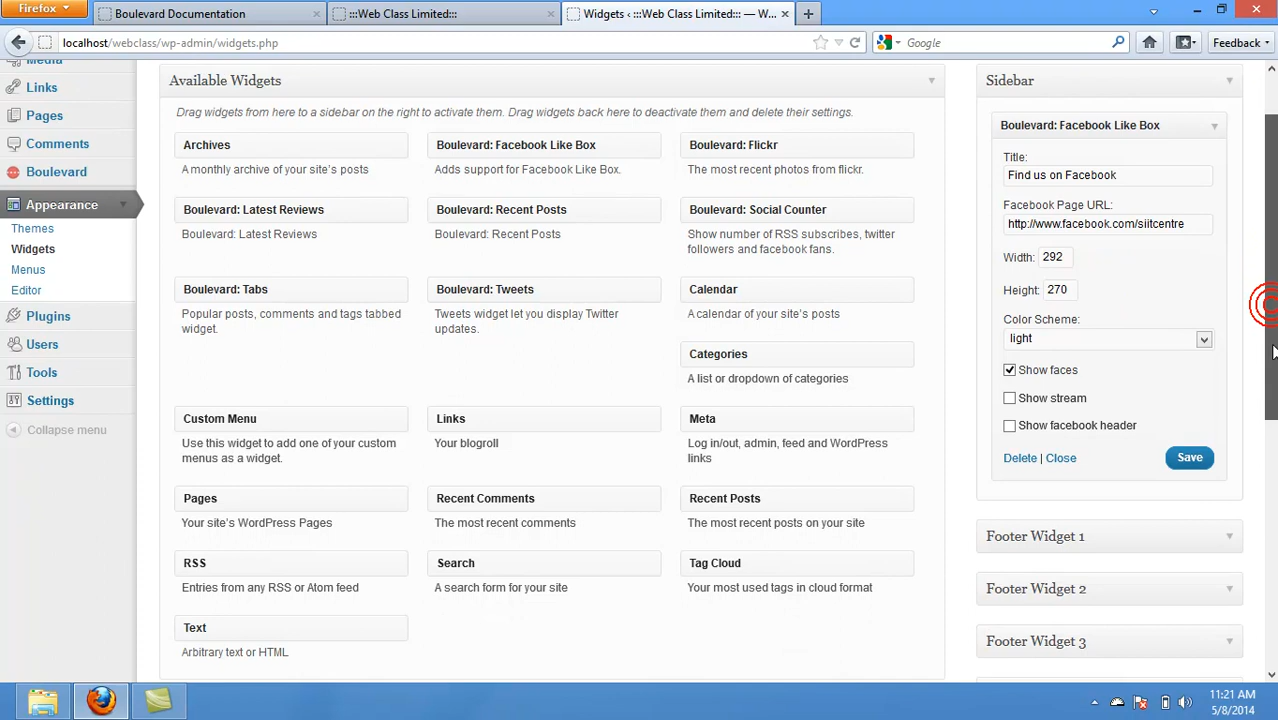 Firefox
Boulevard Documentation
:::Web Class Limited:::
Widgets ‹ :::Web Class Limited::: — W...
localhost/webclass/wp-admin/widgets.php
Google
Feedback
Media
Links
Pages
Comments
Boulevard
Appearance
Themes
Widgets
Menus
Editor
Plugins
Users
Tools
Settings
Collapse menu
Available Widgets
Drag widgets from here to a sidebar on the right to activate them. Drag widgets back here to deactivate them and delete their settings.
Archives
A monthly archive of your site's posts
Boulevard: Facebook Like Box
Adds support for Facebook Like Box.
Boulevard: Flickr
The most recent photos from flickr.
Boulevard: Latest Reviews
Boulevard: Latest Reviews
Boulevard: Recent Posts
Boulevard: Recent Posts
Boulevard: Social Counter
Show number of RSS subscribes, twitter
followers and facebook fans.
Boulevard: Tabs
Popular posts, comments and tags tabbed
widget.
Boulevard: Tweets
Tweets widget let you display Twitter
updates.
Calendar
A calendar of your site's posts
Categories
A list or dropdown of categories
Custom Menu
Use this widget to add one of your custom
menus as a widget.
Links
Your blogroll
Meta
Log in/out, admin, feed and WordPress
links
Pages
Your site's WordPress Pages
Recent Comments
The most recent comments
Recent Posts
The most recent posts on your site
RSS
Entries from any RSS or Atom feed
Search
A search form for your site
Tag Cloud
Your most used tags in cloud format
Text
Arbitrary text or HTML
Sidebar
Boulevard: Facebook Like Box
Title:
Find us on Facebook
Facebook Page URL:
http://www.facebook.com/siitcentre
Width: 292
Height: 270
Color Scheme:
light
Show faces
Show stream
Show facebook header
Delete | Close
Save
Footer Widget 1
Footer Widget 2
Footer Widget 3
11:21 AM
5/8/2014